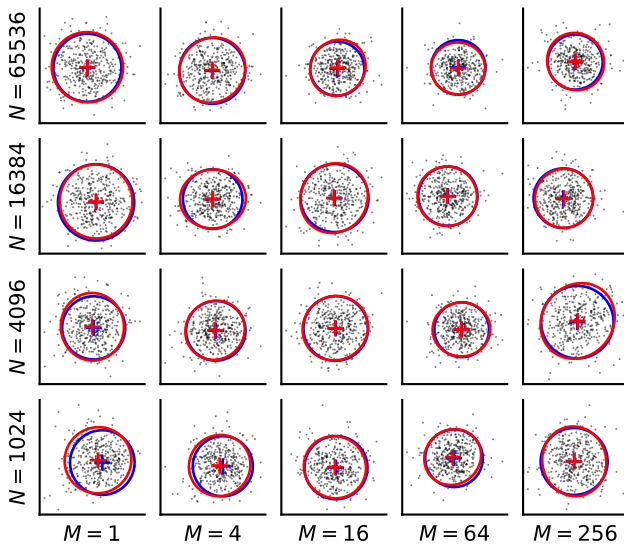 N = 65536
N = 16384
N = 4096
N = 1024
M = 1
M = 4
M = 16
M = 64
M = 256